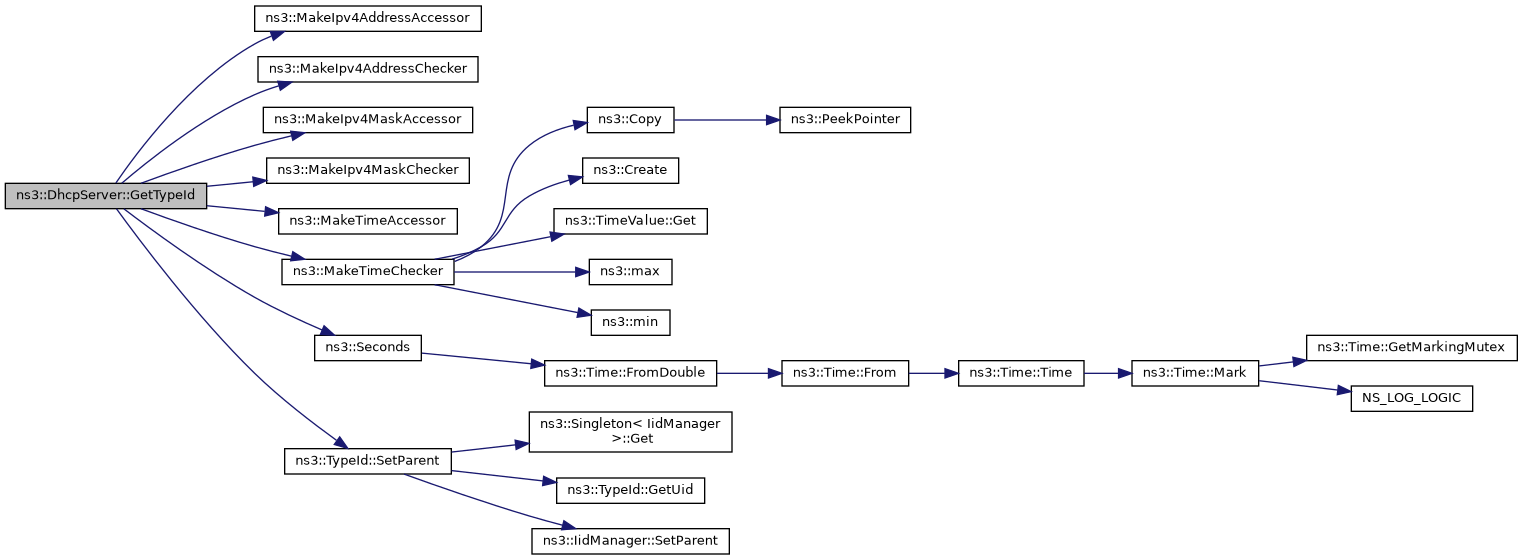 ns3::MakeIpv4AddressAccessor
ns3::MakeIpv4AddressChecker
ns3::MakeIpv4MaskAccessor
ns3::Copy
ns3::PeekPointer
ns3::MakeIpv4MaskChecker
ns3::Create
ns3::DhcpServer::GetTypeId
ns3::MakeTimeAccessor
ns3::TimeValue::Get
ns3::MakeTimeChecker
ns3::max
ns3::min
ns3::Seconds
ns3::Time::GetMarkingMutex
ns3::Time::FromDouble
ns3::Time::From
ns3::Time::Time
ns3::Time::Mark
NS_LOG_LOGIC
ns3::Singleton< IidManager
>::Get
ns3::TypeId::SetParent
ns3::TypeId::GetUid
ns3::IidManager::SetParent